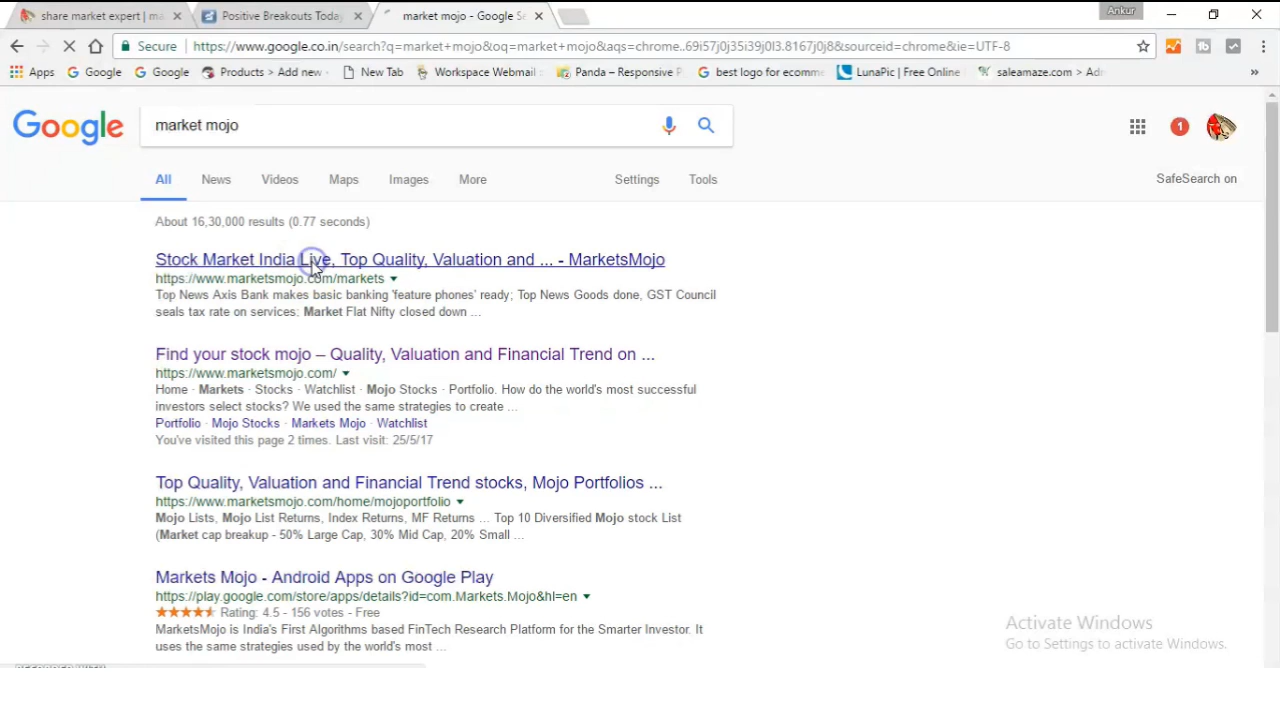 share market expert | ma
Positive Breakouts Today
market mojo - Google Se
Ankur
Secure
https://www.google.co.in/search?q=market+mojo&oq=market+mojo&aqs=chrome..69i57j0j35i39j0l3.8167j0j8&sourceid=chrome&ie=UTF-8
Apps
Google
Google
Products > Add new
New Tab
Workspace Webmail
Panda – Responsive P
best logo for ecomme
LunaPic | Free Online
saleamaze.com > Adm
»
Google
market mojo
1
All
News
Videos
Maps
Images
More
Settings
Tools
SafeSearch on
About 16,30,000 results (0.77 seconds)
Stock Market India Live, Top Quality, Valuation and ... - MarketsMojo
https://www.marketsmojo.com/markets
Top News Axis Bank makes basic banking 'feature phones' ready; Top News Goods done, GST Council
seals tax rate on services: Market Flat Nifty closed down ...
Find your stock mojo – Quality, Valuation and Financial Trend on ...
https://www.marketsmojo.com/
Home · Markets · Stocks · Watchlist · Mojo Stocks · Portfolio. How do the world's most successful
investors select stocks? We used the same strategies to create ...
Portfolio · Mojo Stocks · Markets Mojo · Watchlist
You've visited this page 2 times. Last visit: 25/5/17
Top Quality, Valuation and Financial Trend stocks, Mojo Portfolios ...
https://www.marketsmojo.com/home/mojoportfolio
Mojo Lists, Mojo List Returns, Index Returns, MF Returns ... Top 10 Diversified Mojo stock List
(Market cap breakup - 50% Large Cap, 30% Mid Cap, 20% Small ...
Markets Mojo - Android Apps on Google Play
https://play.google.com/store/apps/details?id=com.Markets.Mojo&hl=en
Rating: 4.5 - 156 votes - Free
MarketsMojo is India's First Algorithms based FinTech Research Platform for the Smarter Investor. It
uses the same strategies used by the world's most ...
Activate Windows
Go to Settings to activate Windows.